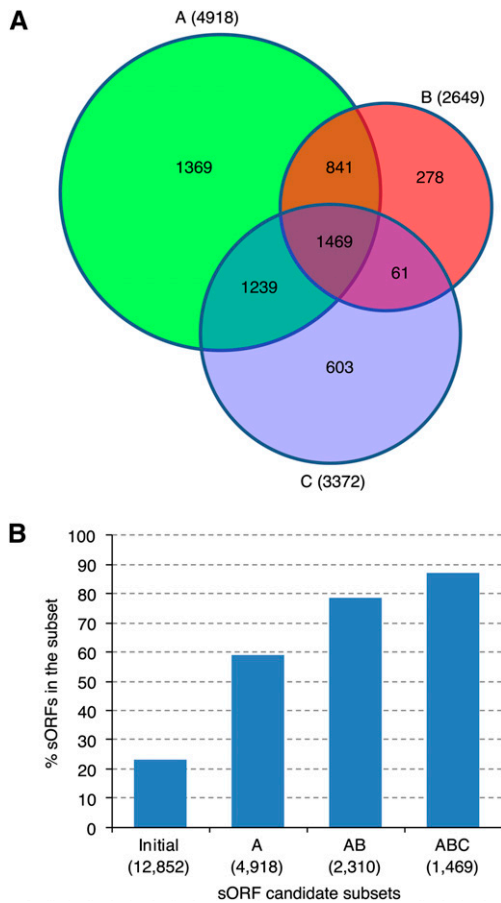 A
A (4918)
B (2649)
1369
841
278
1469
1239
61
603
C (3372)
B
% sORFs in the subset
100
90
80
70
60
50
40
30
20
10
0
Initial A AB ABC
(12,852) (4,918) (2,310) (1,469)
sORF candidate subsets